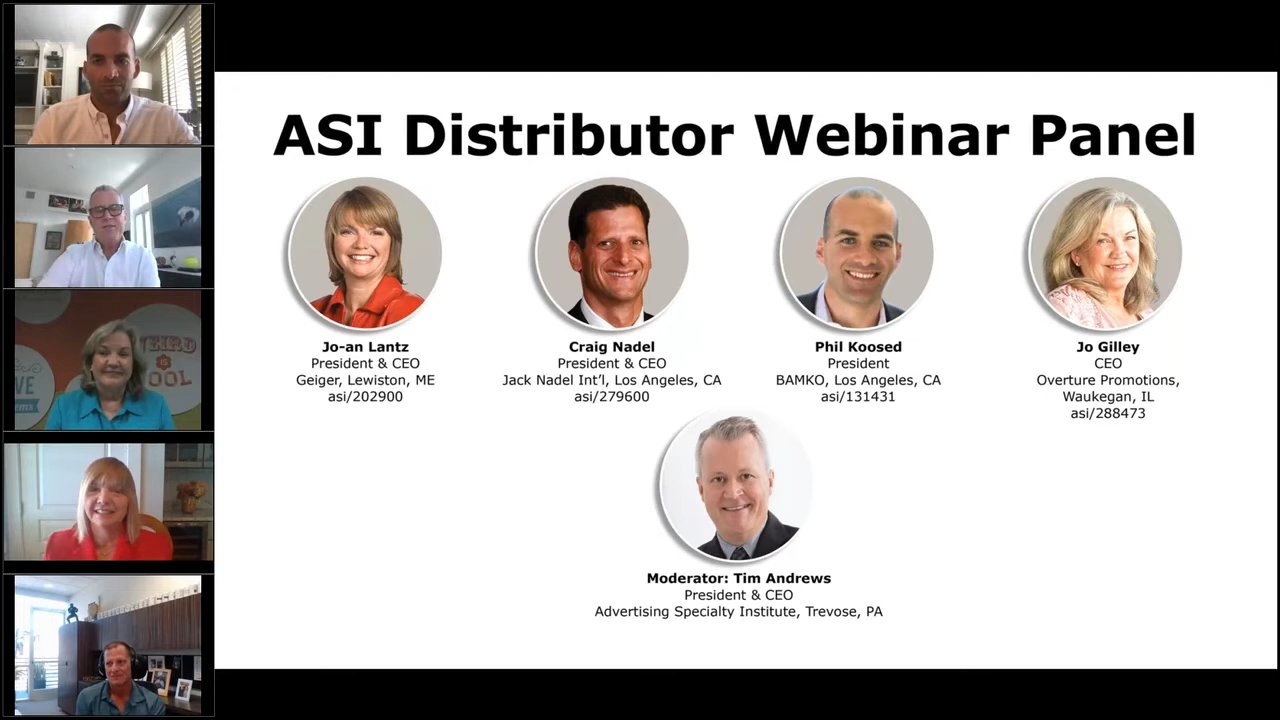 ASI Distributor Webinar Panel
Jo-an Lantz
President & CEO
Geiger, Lewiston, ME
asi/202900
Craig Nadel
President & CEO
Jack Nadel Int'l, Los Angeles, CA
asi/279600
Phil Koosed
President
BAMKO, Los Angeles, CA
asi/131431
Jo Gilley
CEO
Overture Promotions,
Waukegan, IL
asi/288473
Moderator: Tim Andrews
President & CEO
Advertising Specialty Institute, Trevose, PA
IS